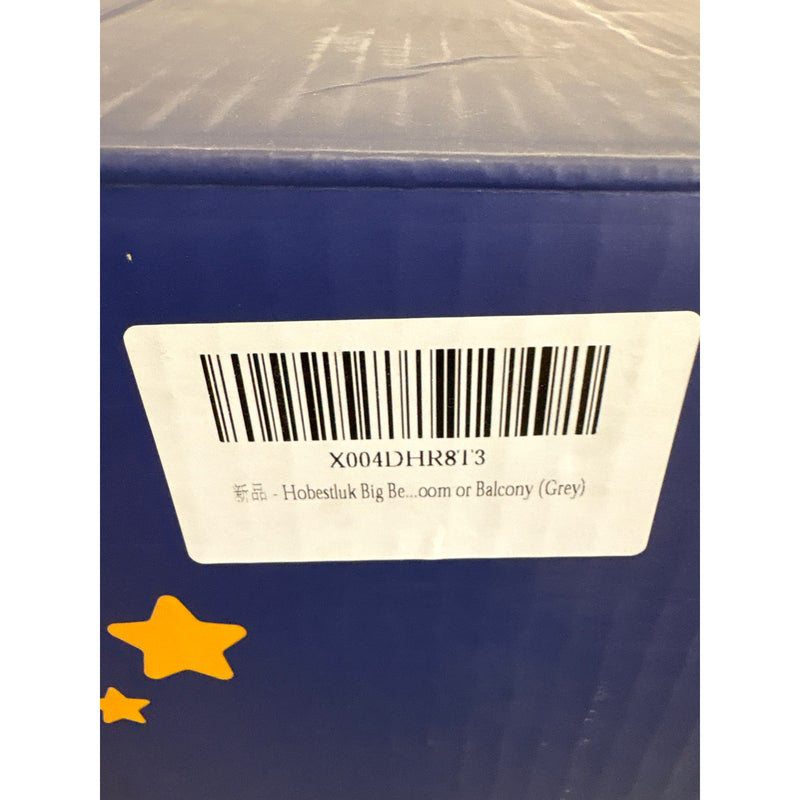 X004DHR8T3
新品 - Hobestluk Big Be...oom or Balcony (Grey)